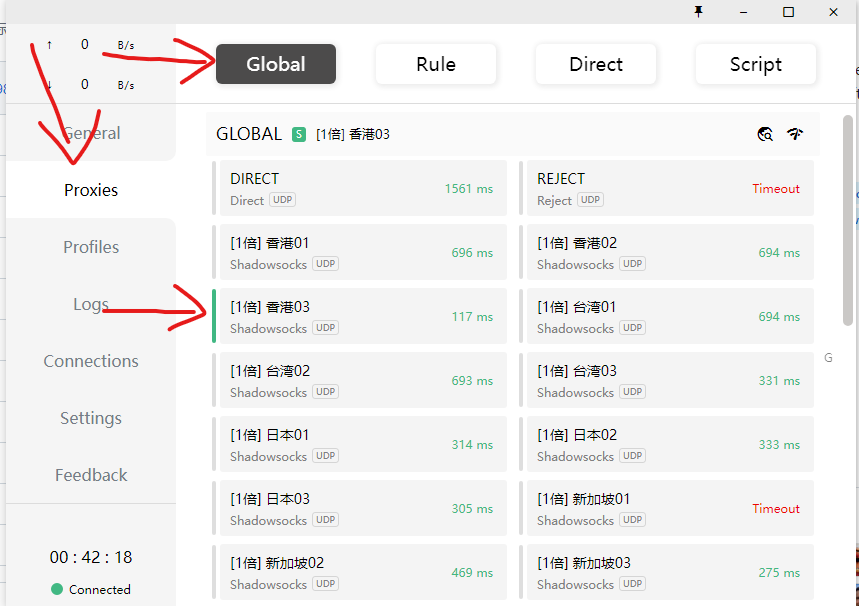 ↑ 0 B/s
↓ 0 B/s
General
Proxies
Profiles
Logs
Connections
Settings
Feedback
00 : 42 : 18
Connected
Global Rule Direct Script
GLOBAL S [1倍] 香港03
DIRECT
Direct UDP
1561 ms
REJECT
Reject UDP
Timeout
[1倍] 香港01
Shadowsocks UDP
696 ms
[1倍] 香港02
Shadowsocks UDP
694 ms
[1倍] 香港03
Shadowsocks UDP
117 ms
[1倍] 台湾01
Shadowsocks UDP
694 ms
[1倍] 台湾02
Shadowsocks UDP
693 ms
[1倍] 台湾03
Shadowsocks UDP
331 ms
[1倍] 日本01
Shadowsocks UDP
314 ms
[1倍] 日本02
Shadowsocks UDP
333 ms
[1倍] 日本03
Shadowsocks UDP
305 ms
[1倍] 新加坡01
Shadowsocks UDP
Timeout
[1倍] 新加坡02
Shadowsocks UDP
469 ms
[1倍] 新加坡03
Shadowsocks UDP
275 ms
G